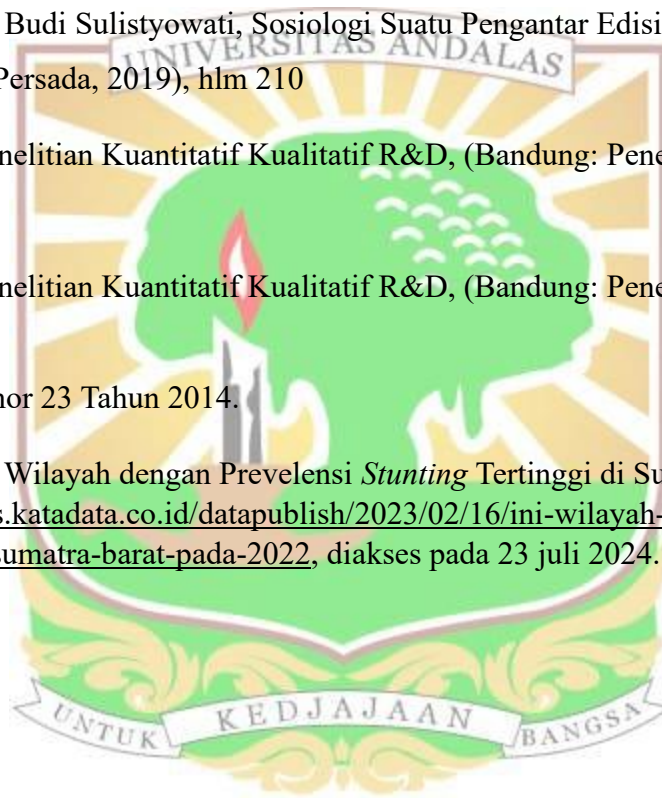 Budi Sulistyowati, Sosiologi Suatu Pengantar Edisi
UNIVERSITAS ANDALAS
Persada, 2019), hlm 210
nelitian Kuantitatif Kualitatif R&D, (Bandung: Pene
nelitian Kuantitatif Kualitatif R&D, (Bandung: Pene
nor 23 Tahun 2014.
Wilayah dengan Prevelensi Stunting Tertinggi di Su
s.katadata.co.id/datapublish/2023/02/16/ini-wilayah-
sumatra-barat-pada-2022, diakses pada 23 juli 2024.
UNTUK KEDJAJAAN BANGSA